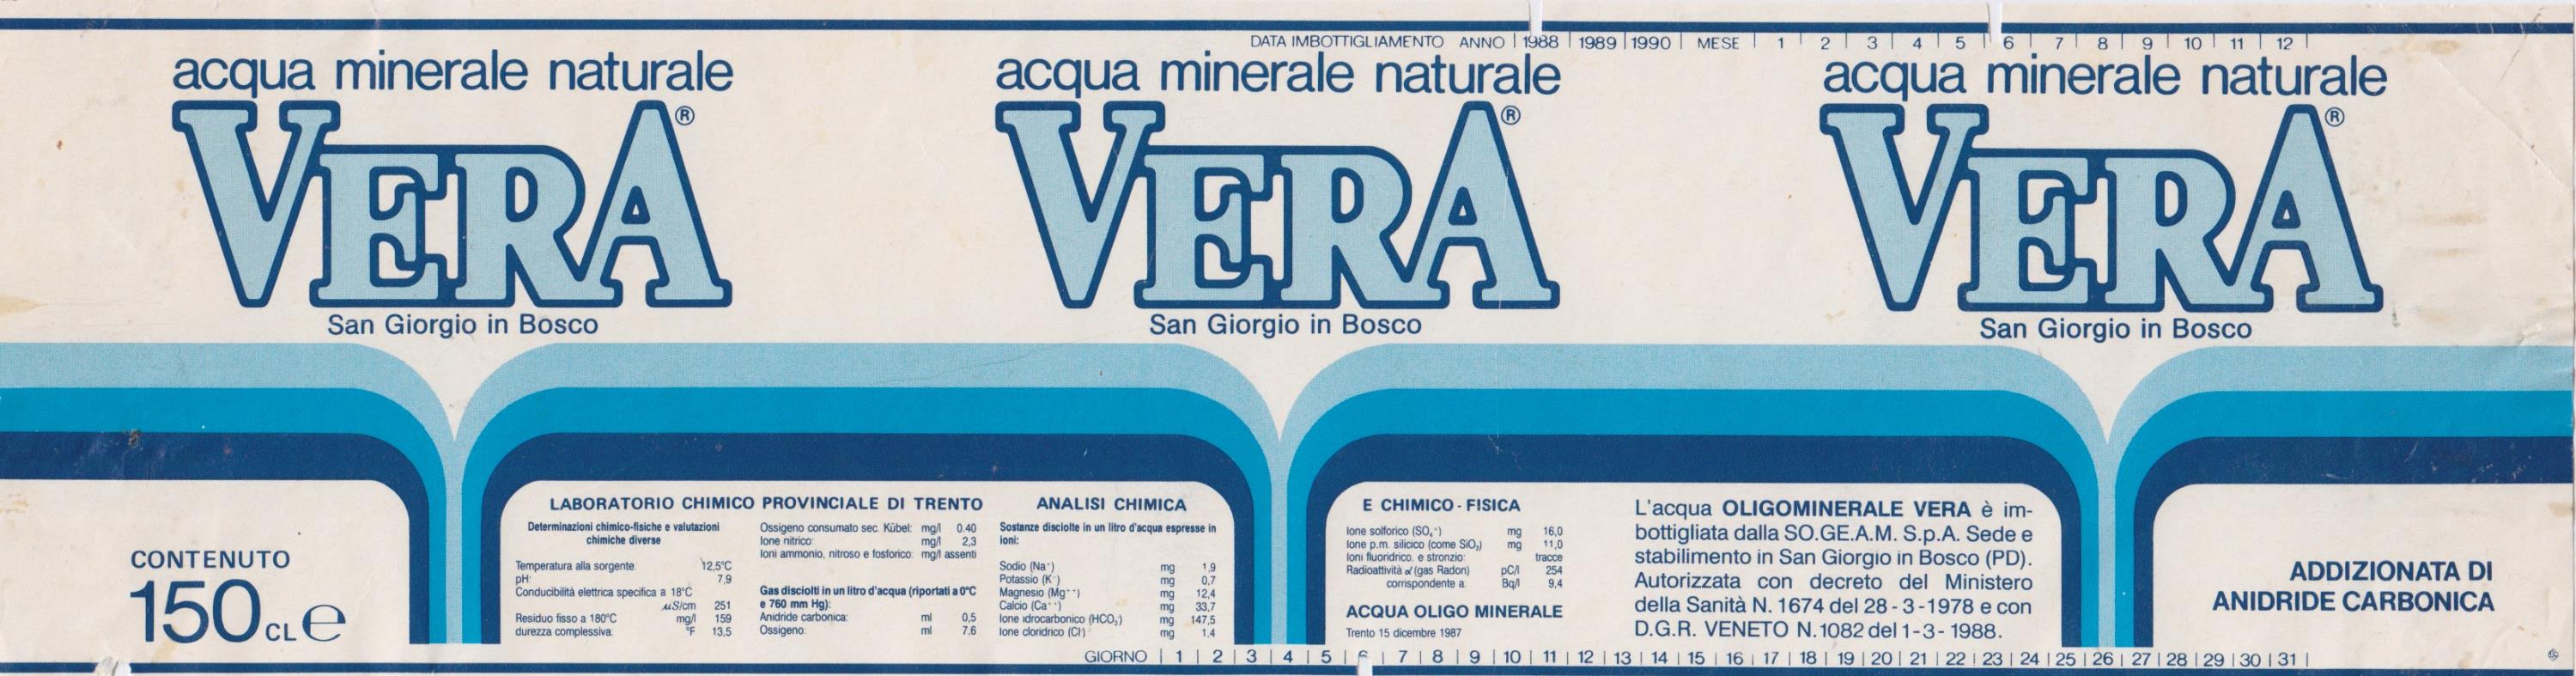 DATA IMBOTTIGLIAMENTO ANNO | 1988 | 1989 | 1990 | MESE | 1 | 2 | 3 | 4 | 5 | 6 | 7 | 8 | 9 | 10 | 11 | 12 |
acqua minerale naturale
VERA®
San Giorgio in Bosco
acqua minerale naturale
VERA®
San Giorgio in Bosco
acqua minerale naturale
VERA®
San Giorgio in Bosco
CONTENUTO
150 CL e
LABORATORIO CHIMICO PROVINCIALE DI TRENTO
Determinazioni chimico-fisiche e valutazioni
chimiche diverse
Temperatura alla sorgente: 12,5°C
pH: 7,9
Conducibilità elettrica specifica a 18°C
µS/cm 251
Residuo fisso a 180°C mg/l 159
durezza complessiva: °F 13,5
Ossigeno consumato sec. Kübel: mg/l 0.40
Ione nitrico: mg/l 2,3
Ioni ammonio, nitroso e fosforico: mg/l assenti
Gas disciolti in un litro d'acqua (riportati a 0°C
e 760 mm Hg):
Anidride carbonica: ml 0,5
Ossigeno: ml 7,6
ANALISI CHIMICA
Sostanze disciolte in un litro d'acqua espresse in
ioni:
Sodio (Na⁺) mg 1,9
Potassio (K⁺) mg 0,7
Magnesio (Mg⁺⁺) mg 12,4
Calcio (Ca⁺⁺) mg 33,7
Ione idrocarbonico (HCO₃) mg 147,5
Ione cloridrico (Cl) mg 1,4
E CHIMICO - FISICA
Ione solforico (SO₄⁻) mg 16,0
Ione p.m. silicico (come SiO₂) mg 11,0
Ioni fluoridrico, e stronzio: tracce
Radioattività α (gas Radon) pC/l 254
corrispondente a: Bq/l 9,4
ACQUA OLIGO MINERALE
Trento 15 dicembre 1987
L'acqua OLIGOMINERALE VERA è im-
bottigliata dalla SO.GE.A.M. S.p.A. Sede e
stabilimento in San Giorgio in Bosco (PD).
Autorizzata con decreto del Ministero
della Sanità N. 1674 del 28 - 3 - 1978 e con
D.G.R. VENETO N. 1082 del 1 - 3 - 1988.
ADDIZIONATA DI
ANIDRIDE CARBONICA
GIORNO | 1 | 2 | 3 | 4 | 5 | 6 | 7 | 8 | 9 | 10 | 11 | 12 | 13 | 14 | 15 | 16 | 17 | 18 | 19 | 20 | 21 | 22 | 23 | 24 | 25 | 26 | 27 | 28 | 29 | 30 | 31 |